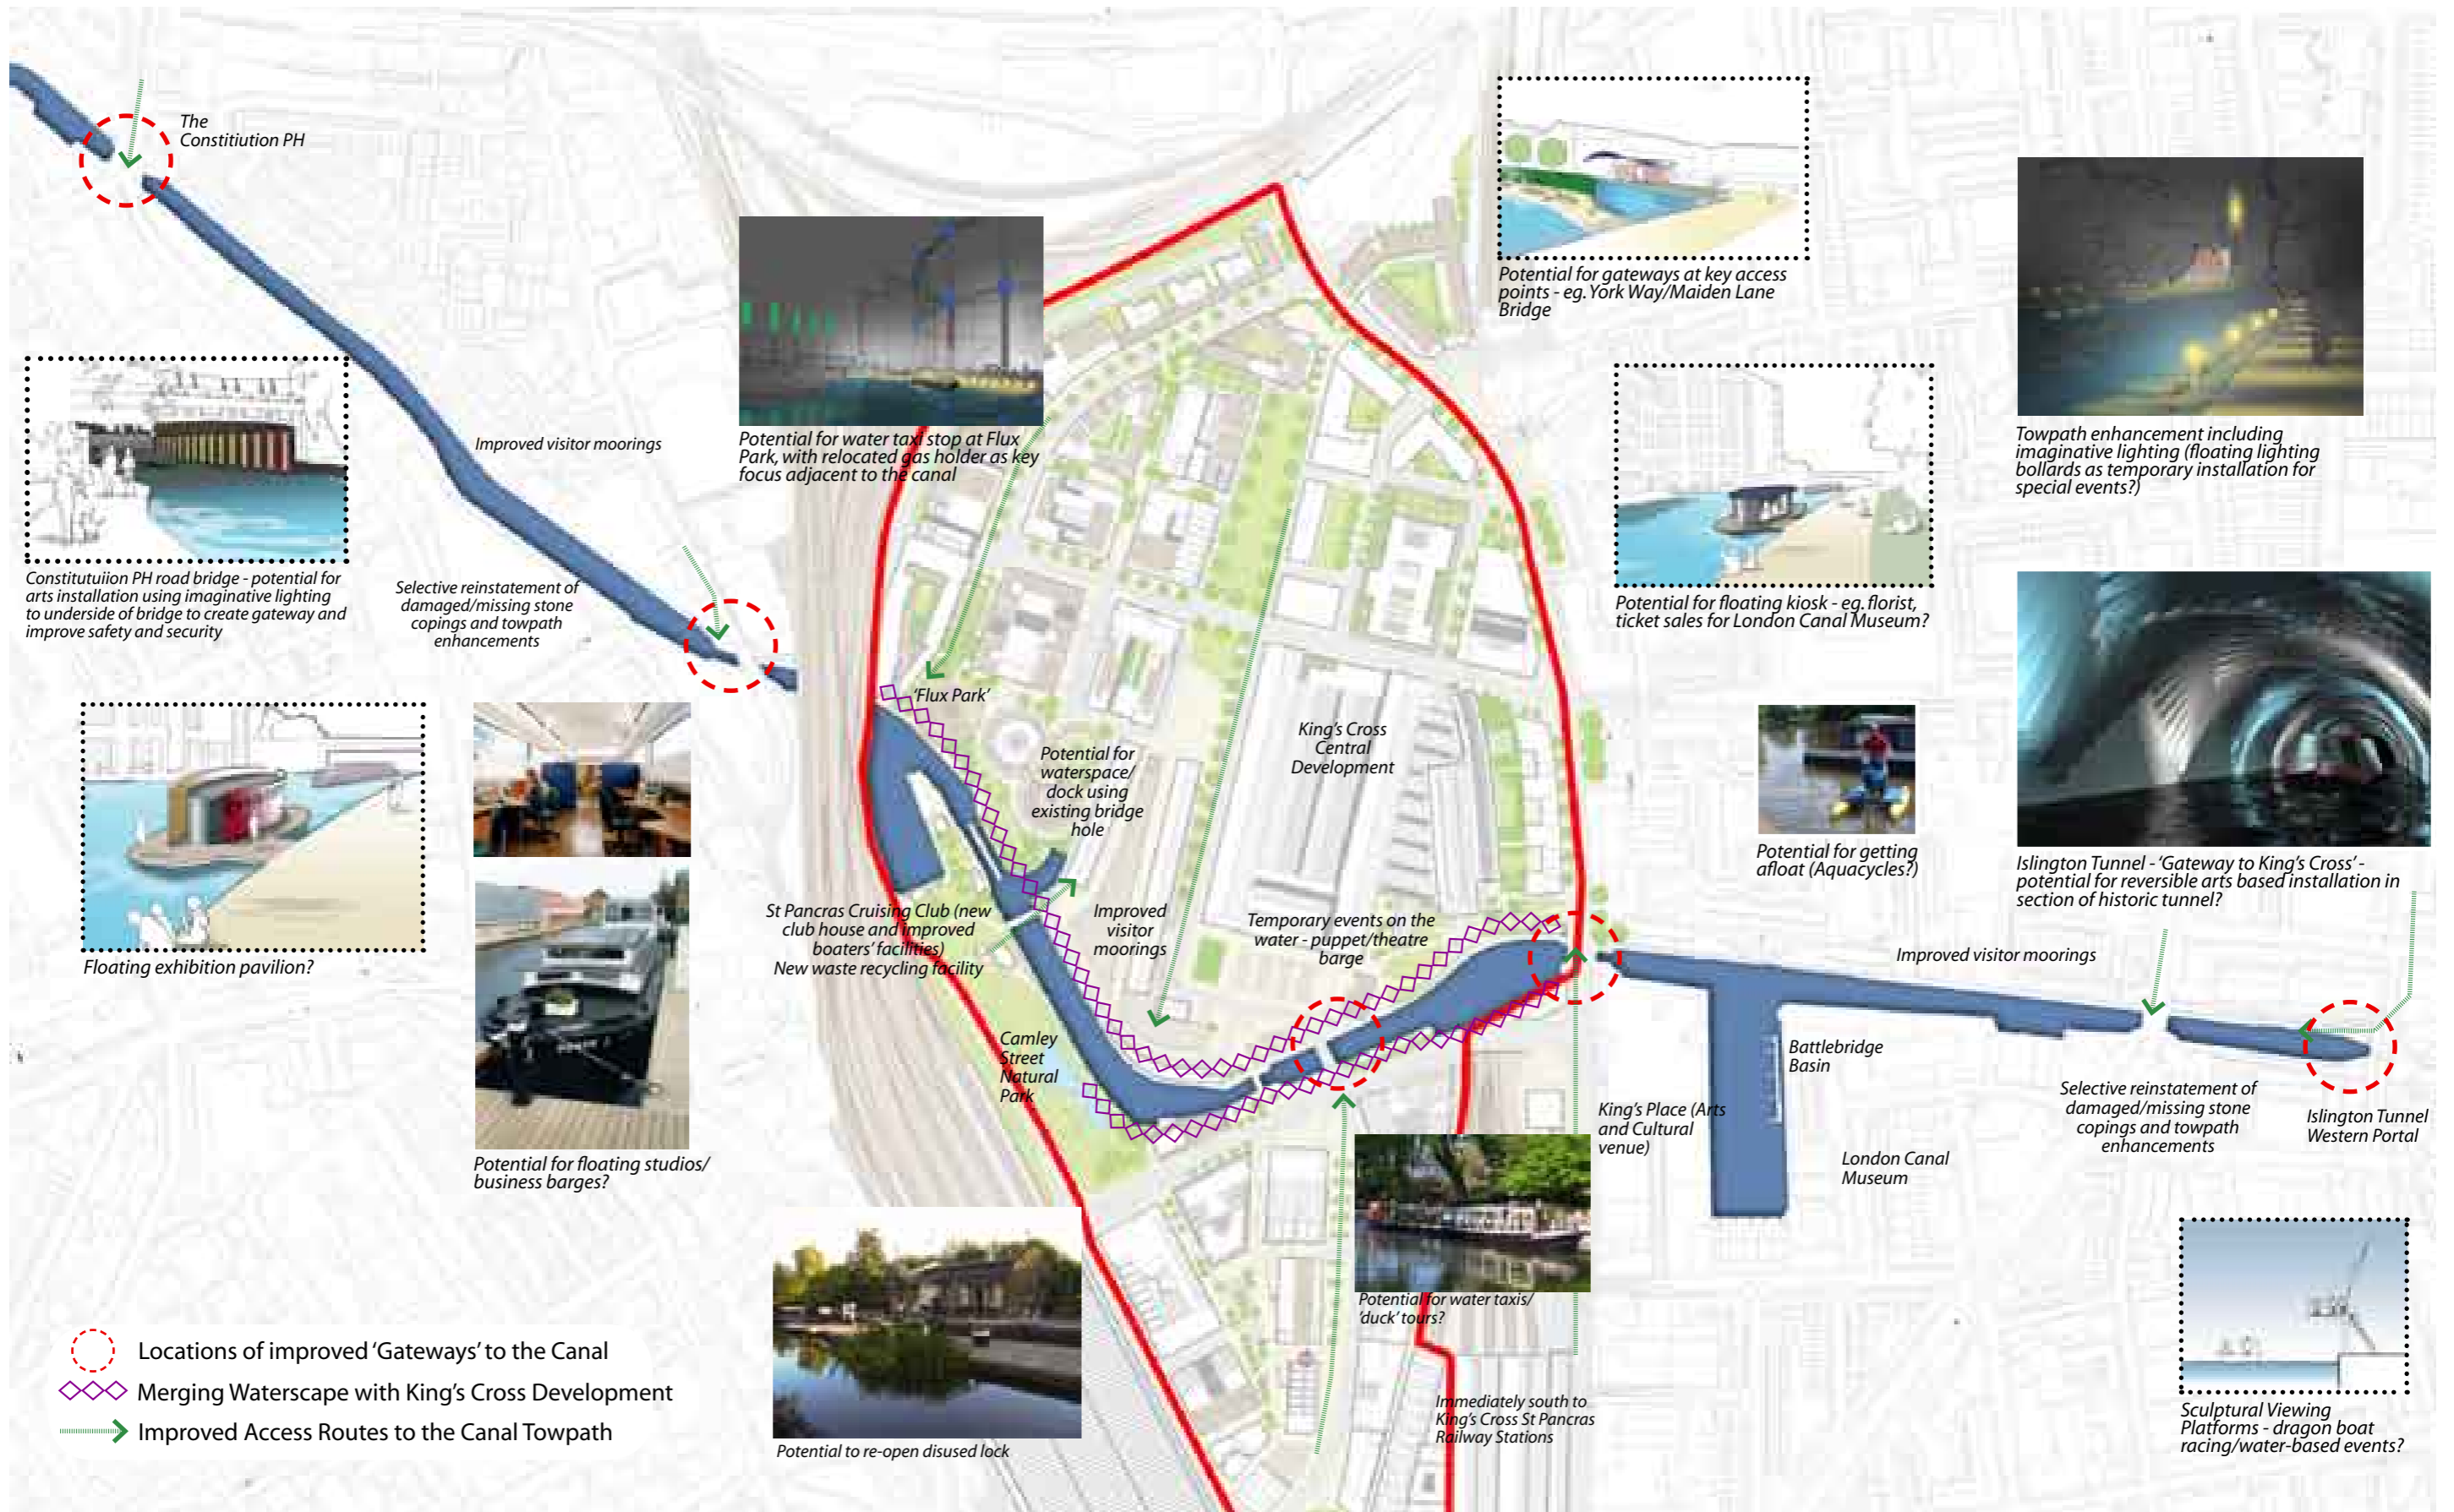 The
Constitiution PH
Potential for gateways at key access
points - eg. York Way/Maiden Lane
Bridge
Potential for water taxi stop at Flux
Park, with relocated gas holder as key
focus adjacent to the canal
Improved visitor moorings
Towpath enhancement including
imaginative lighting (floating lighting
bollards as temporary installation for
special events?)
Constitutuiion PH road bridge - potential for
arts installation using imaginative lighting
to underside of bridge to create gateway and
improve safety and security
Selective reinstatement of
damaged/missing stone
copings and towpath
enhancements
Potential for floating kiosk - eg. florist,
ticket sales for London Canal Museum?
'Flux Park'
King's Cross
Central
Development
Potential for
waterspace/
dock using
existing bridge
hole
Potential for getting
afloat (Aquacycles?)
Islington Tunnel - 'Gateway to King's Cross' -
potential for reversible arts based installation in
section of historic tunnel?
Floating exhibition pavilion?
St Pancras Cruising Club (new
club house and improved
boaters' facilities)
New waste recycling facility
Improved
visitor
moorings
Temporary events on the
water - puppet/theatre
barge
Improved visitor moorings
Camley
Street
Natural
Park
Battlebridge
Basin
King's Place (Arts
and Cultural
venue)
Selective reinstatement of
damaged/missing stone
copings and towpath
enhancements
Islington Tunnel
Western Portal
London Canal
Museum
Potential for floating studios/
business barges?
Potential for water taxis/
'duck' tours?
Locations of improved 'Gateways' to the Canal
Merging Waterscape with King's Cross Development
Improved Access Routes to the Canal Towpath
Potential to re-open disused lock
Immediately south to
King's Cross St Pancras
Railway Stations
Sculptural Viewing
Platforms - dragon boat
racing/water-based events?